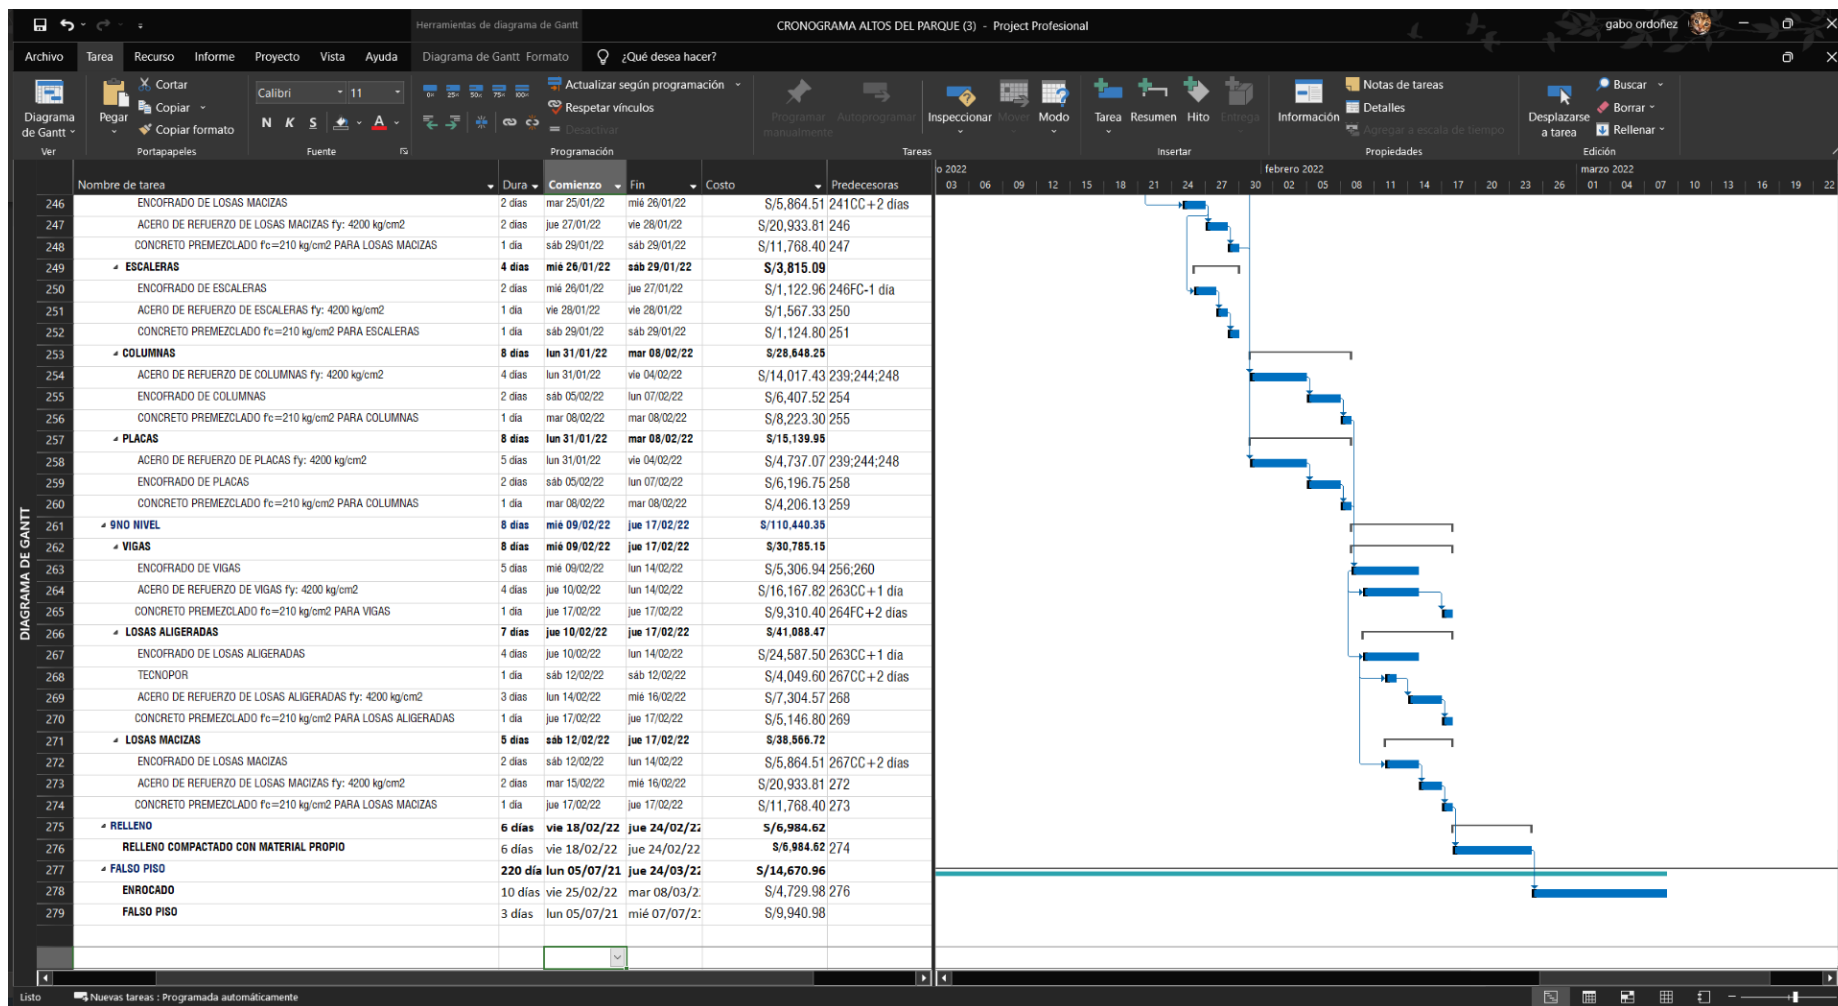 Herramientas de diagrama de Gantt
CRONOGRAMA ALTOS DEL PARQUE (3) - Project Profesional
gabo ordoñez
Archivo Tarea Recurso Informe Proyecto Vista Ayuda Diagrama de Gantt Formato ¿Qué desea hacer?
Diagrama de Gantt
Pegar
Cortar
Copiar
Copiar formato
Calibri 11
N K S A
0% 25% 50% 75% 100%
Actualizar según programación
Respetar vínculos
Desactivar
Programar manualmente
Autoprogramar
Inspeccionar
Mover
Modo
Tarea
Resumen
Hito
Entrega
Información
Notas de tareas
Detalles
Agregar a escala de tiempo
Desplazarse a tarea
Buscar
Borrar
Rellenar
Ver Portapapeles Fuente Programación Tareas Insertar Propiedades Edición
Nombre de tarea Dura Comienzo Fin Costo Predecesoras
o 2022 febrero 2022 marzo 2022
03 06 09 12 15 18 21 24 27 30 02 05 08 11 14 17 20 23 26 01 04 07 10 13 16 19 22
246 ENCOFRADO DE LOSAS MACIZAS 2 días mar 25/01/22 mié 26/01/22 S/5,864.51 241CC+2 días
247 ACERO DE REFUERZO DE LOSAS MACIZAS f'y: 4200 kg/cm2 2 días jue 27/01/22 vie 28/01/22 S/20,933.81 246
248 CONCRETO PREMEZCLADO f'c=210 kg/cm2 PARA LOSAS MACIZAS 1 día sáb 29/01/22 sáb 29/01/22 S/11,768.40 247
249 ESCALERAS 4 días mié 26/01/22 sáb 29/01/22 S/3,815.09
250 ENCOFRADO DE ESCALERAS 2 días mié 26/01/22 jue 27/01/22 S/1,122.96 246FC-1 día
251 ACERO DE REFUERZO DE ESCALERAS f'y: 4200 kg/cm2 1 día vie 28/01/22 vie 28/01/22 S/1,567.33 250
252 CONCRETO PREMEZCLADO f'c=210 kg/cm2 PARA ESCALERAS 1 día sáb 29/01/22 sáb 29/01/22 S/1,124.80 251
253 COLUMNAS 8 días lun 31/01/22 mar 08/02/22 S/28,648.25
254 ACERO DE REFUERZO DE COLUMNAS f'y: 4200 kg/cm2 4 días lun 31/01/22 vie 04/02/22 S/14,017.43 239;244;248
255 ENCOFRADO DE COLUMNAS 2 días sáb 05/02/22 lun 07/02/22 S/6,407.52 254
256 CONCRETO PREMEZCLADO f'c=210 kg/cm2 PARA COLUMNAS 1 día mar 08/02/22 mar 08/02/22 S/8,223.30 255
257 PLACAS 8 días lun 31/01/22 mar 08/02/22 S/15,139.95
258 ACERO DE REFUERZO DE PLACAS f'y: 4200 kg/cm2 5 días lun 31/01/22 vie 04/02/22 S/4,737.07 239;244;248
259 ENCOFRADO DE PLACAS 2 días sáb 05/02/22 lun 07/02/22 S/6,196.75 258
260 CONCRETO PREMEZCLADO f'c=210 kg/cm2 PARA COLUMNAS 1 día mar 08/02/22 mar 08/02/22 S/4,206.13 259
261 9NO NIVEL 8 días mié 09/02/22 jue 17/02/22 S/110,440.35
262 VIGAS 8 días mié 09/02/22 jue 17/02/22 S/30,785.15
263 ENCOFRADO DE VIGAS 5 días mié 09/02/22 lun 14/02/22 S/5,306.94 256;260
264 ACERO DE REFUERZO DE VIGAS f'y: 4200 kg/cm2 4 días jue 10/02/22 lun 14/02/22 S/16,167.82 263CC+1 día
265 CONCRETO PREMEZCLADO f'c=210 kg/cm2 PARA VIGAS 1 día jue 17/02/22 jue 17/02/22 S/9,310.40 264FC+2 días
266 LOSAS ALIGERADAS 7 días jue 10/02/22 jue 17/02/22 S/41,088.47
267 ENCOFRADO DE LOSAS ALIGERADAS 4 días jue 10/02/22 lun 14/02/22 S/24,587.50 263CC+1 día
268 TECNOPOR 1 día sáb 12/02/22 sáb 12/02/22 S/4,049.60 267CC+2 días
269 ACERO DE REFUERZO DE LOSAS ALIGERADAS f'y: 4200 kg/cm2 3 días lun 14/02/22 mié 16/02/22 S/7,304.57 268
270 CONCRETO PREMEZCLADO f'c=210 kg/cm2 PARA LOSAS ALIGERADAS 1 día jue 17/02/22 jue 17/02/22 S/5,146.80 269
271 LOSAS MACIZAS 5 días sáb 12/02/22 jue 17/02/22 S/38,566.72
272 ENCOFRADO DE LOSAS MACIZAS 2 días sáb 12/02/22 lun 14/02/22 S/5,864.51 267CC+2 días
273 ACERO DE REFUERZO DE LOSAS MACIZAS f'y: 4200 kg/cm2 2 días mar 15/02/22 mié 16/02/22 S/20,933.81 272
274 CONCRETO PREMEZCLADO f'c=210 kg/cm2 PARA LOSAS MACIZAS 1 día jue 17/02/22 jue 17/02/22 S/11,768.40 273
275 RELLENO 6 días vie 18/02/22 jue 24/02/22 S/6,984.62
276 RELLENO COMPACTADO CON MATERIAL PROPIO 6 días vie 18/02/22 jue 24/02/22 S/6,984.62 274
277 FALSO PISO 220 día lun 05/07/21 jue 24/03/22 S/14,670.96
278 ENROCADO 10 días vie 25/02/22 mar 08/03/2 S/4,729.98 276
279 FALSO PISO 3 días lun 05/07/21 mié 07/07/2 S/9,940.98
DIAGRAMA DE GANTT
Listo Nuevas tareas : Programada automáticamente